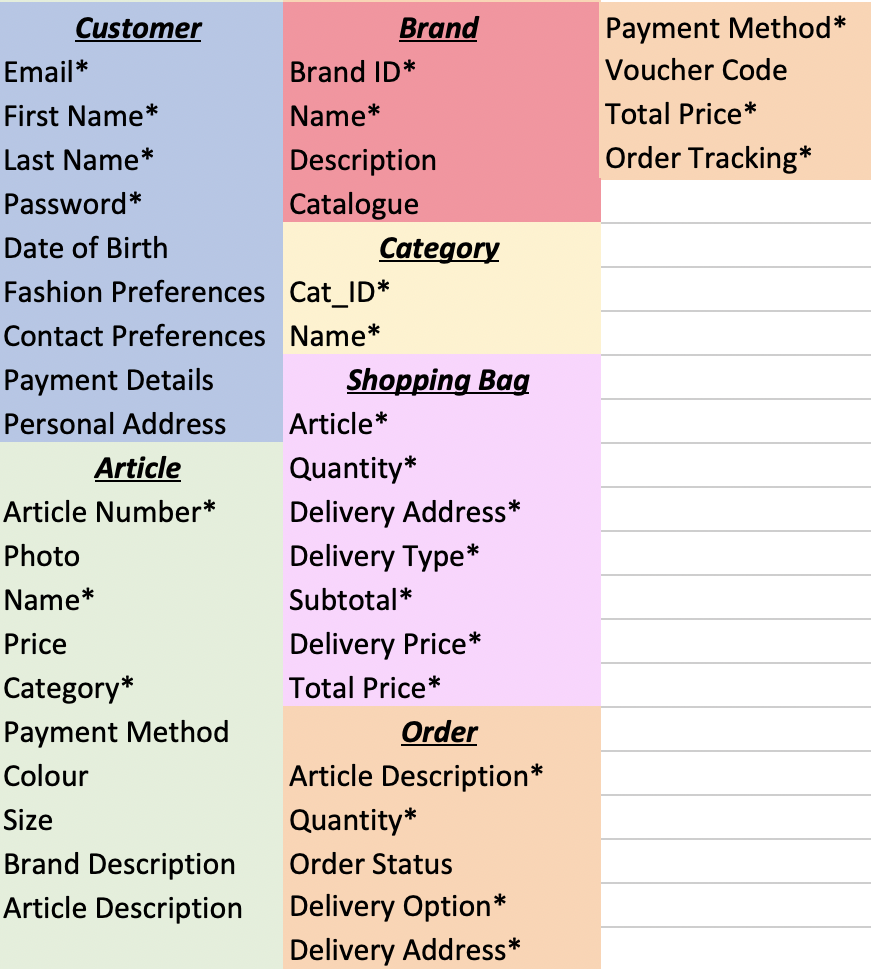 Customer
Email*
First Name*
Last Name*
Password*
Date of Birth
Fashion Preferences
Contact Preferences
Payment Details
Personal Address
Article
Article Number*
Photo
Name*
Price
Category*
Payment Method
Colour
Size
Brand Description
Article Description
Brand
Brand ID*
Name*
Description
Catalogue
Category
Cat_ID*
Name*
Shopping Bag
Article*
Quantity*
Delivery Address*
Delivery Type*
Subtotal*
Delivery Price*
Total Price*
Order
Article Description*
Quantity*
Order Status
Delivery Option*
Delivery Address*
Payment Method*
Voucher Code
Total Price*
Order Tracking*